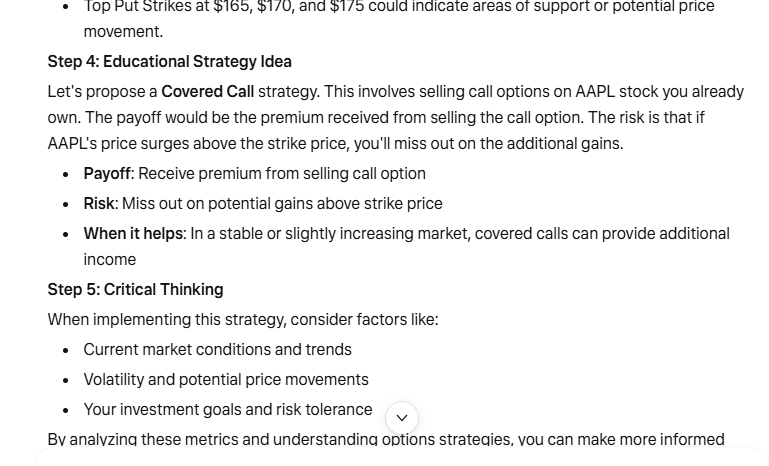 Top Put Strikes at $165, $170, and $175 could indicate areas of support or potential price
movement.
Step 4: Educational Strategy Idea
Let's propose a Covered Call strategy. This involves selling call options on AAPL stock you already
own. The payoff would be the premium received from selling the call option. The risk is that if
AAPL's price surges above the strike price, you'll miss out on the additional gains.
Payoff: Receive premium from selling call option
Risk: Miss out on potential gains above strike price
When it helps: In a stable or slightly increasing market, covered calls can provide additional
income
Step 5: Critical Thinking
When implementing this strategy, consider factors like:
Current market conditions and trends
Volatility and potential price movements
Your investment goals and risk tolerance
By analyzing these metrics and understanding options strategies, you can make more informed